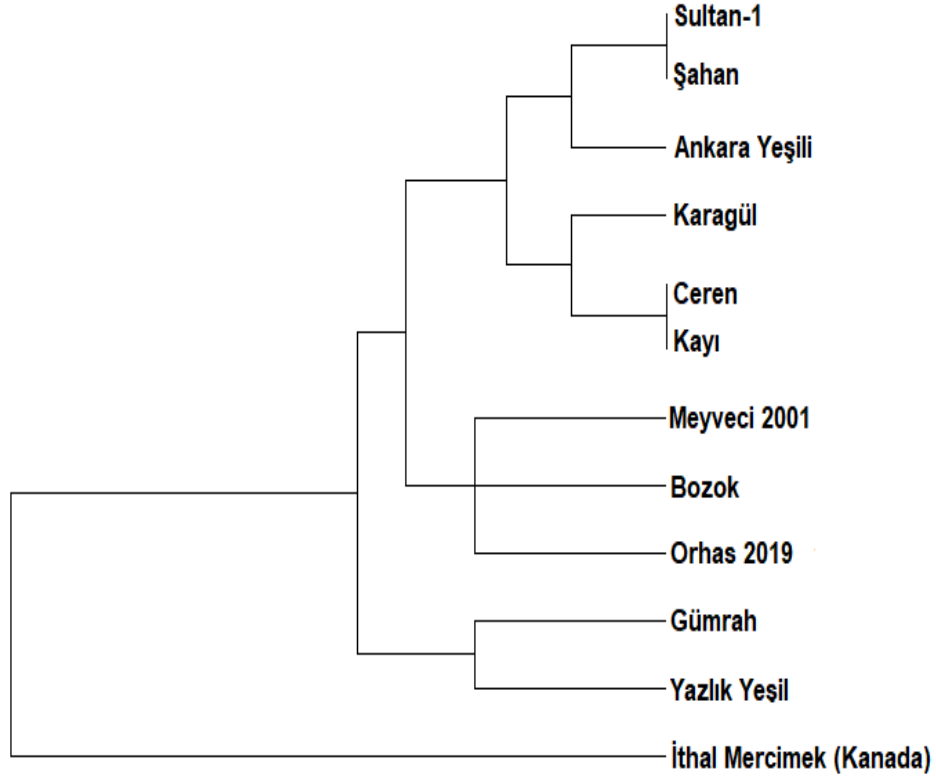 Sultan-1
Şahan
Ankara Yeşili
Karagül
Ceren
Kayı
Meyveci 2001
Bozok
Orhas 2019
Gümrah
Yazlık Yeşil
İthal Mercimek (Kanada)